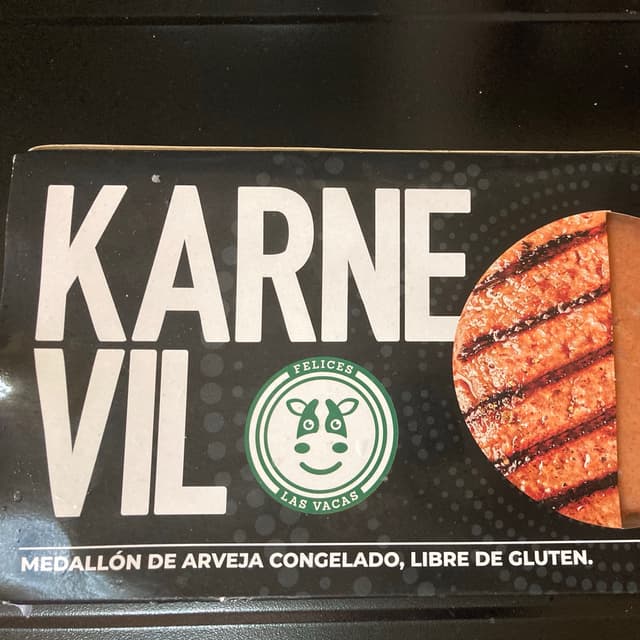 KARNE
VIL
FELICES
LAS VACAS
MEDALLÓN DE ARVEJA CONGELADO, LIBRE DE GLUTEN.